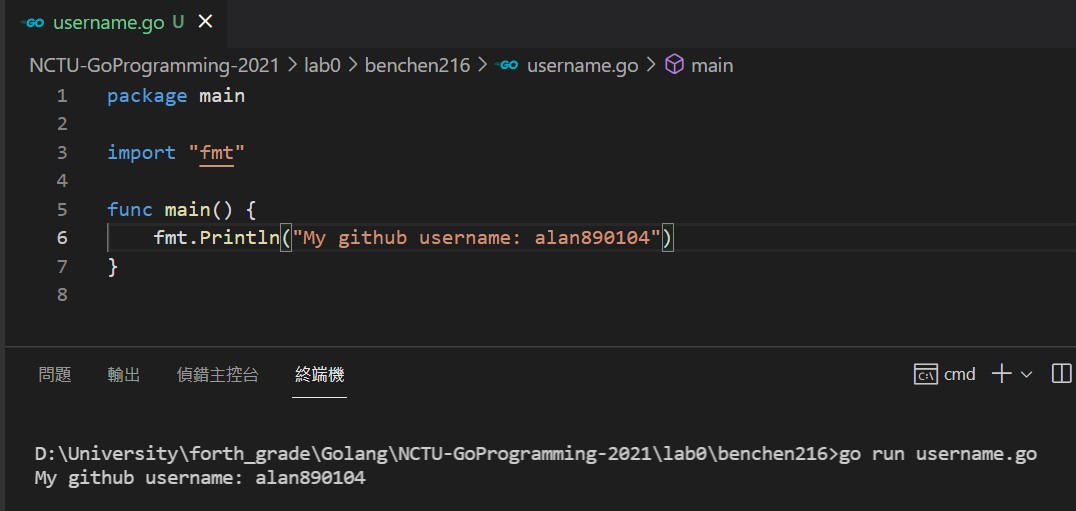 GO username.go U ×
NCTU-GoProgramming-2021 > lab0 > benchen216 > GO username.go > main
1 package main
2
3 import "fmt"
4
5 func main() {
6 fmt.Println("My github username: alan890104")
7 }
8
問題 輸出 偵錯主控台 終端機 C:\ cmd
D:\University\forth_grade\Golang\NCTU-GoProgramming-2021\lab0\benchen216>go run username.go
My github username: alan890104